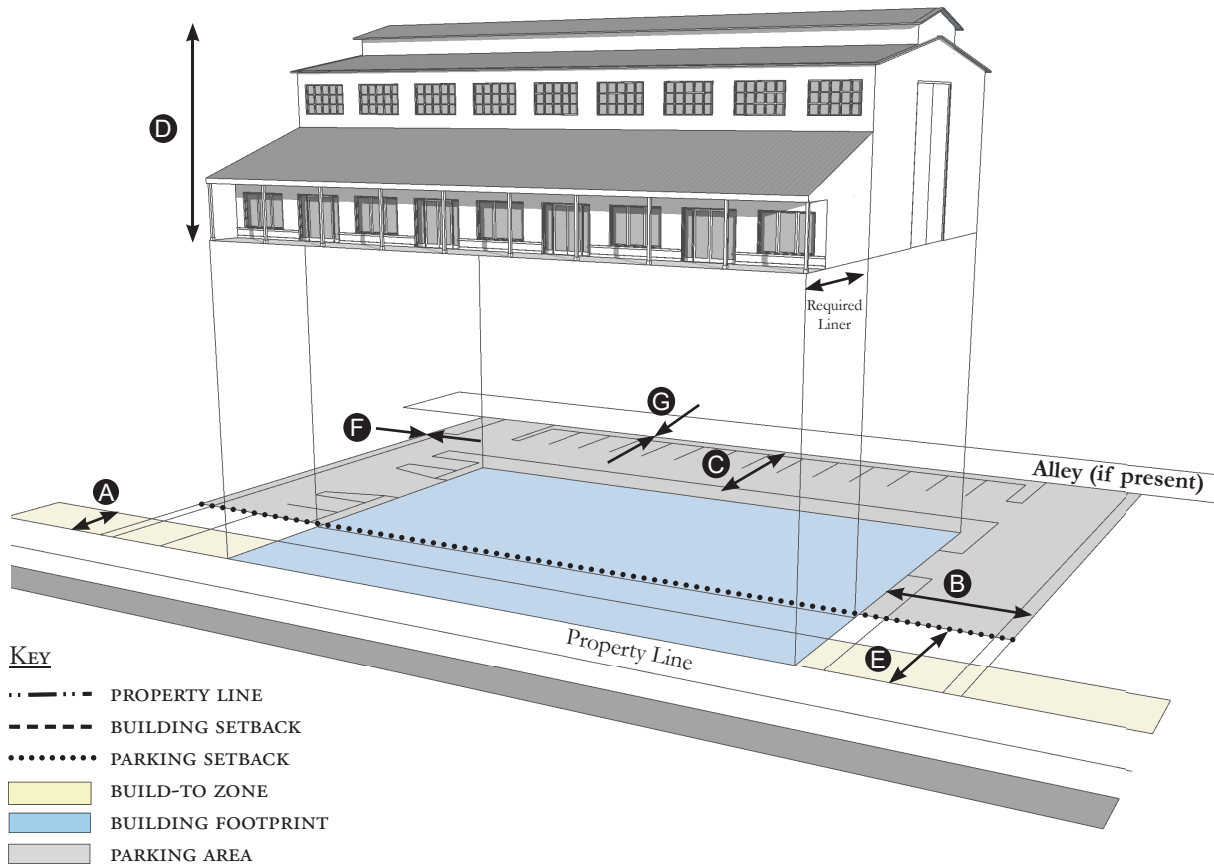 D
Required
Liner
G
F
C
Alley (if present)
A
B
Property Line
E
KEY
PROPERTY LINE
BUILDING SETBACK
PARKING SETBACK
BUILD-TO ZONE
BUILDING FOOTPRINT
PARKING AREA